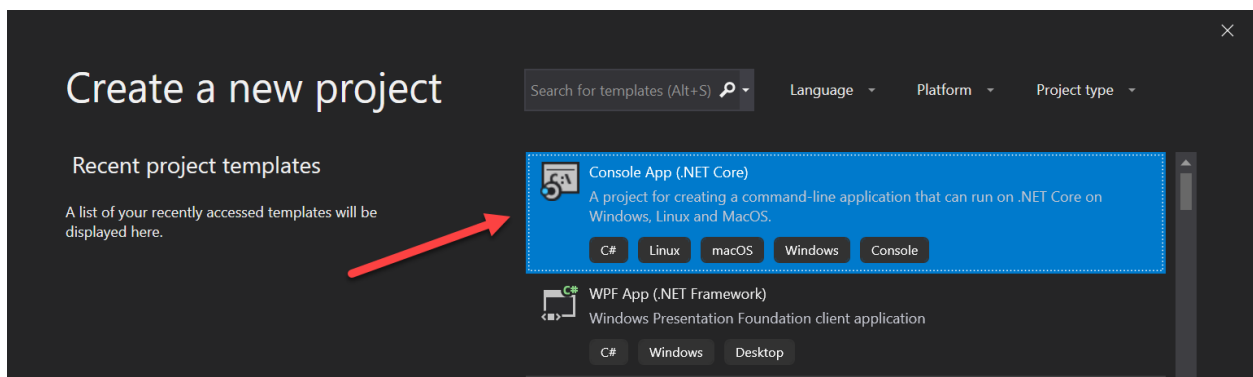 Create a new project
Search for templates (Alt+S)
Language
Platform
Project type
Recent project templates
A list of your recently accessed templates will be
displayed here.
C:\
Console App (.NET Core)
A project for creating a command-line application that can run on .NET Core on
Windows, Linux and MacOS.
C#
Linux
macOS
Windows
Console
C#
WPF App (.NET Framework)
Windows Presentation Foundation client application
C#
Windows
Desktop